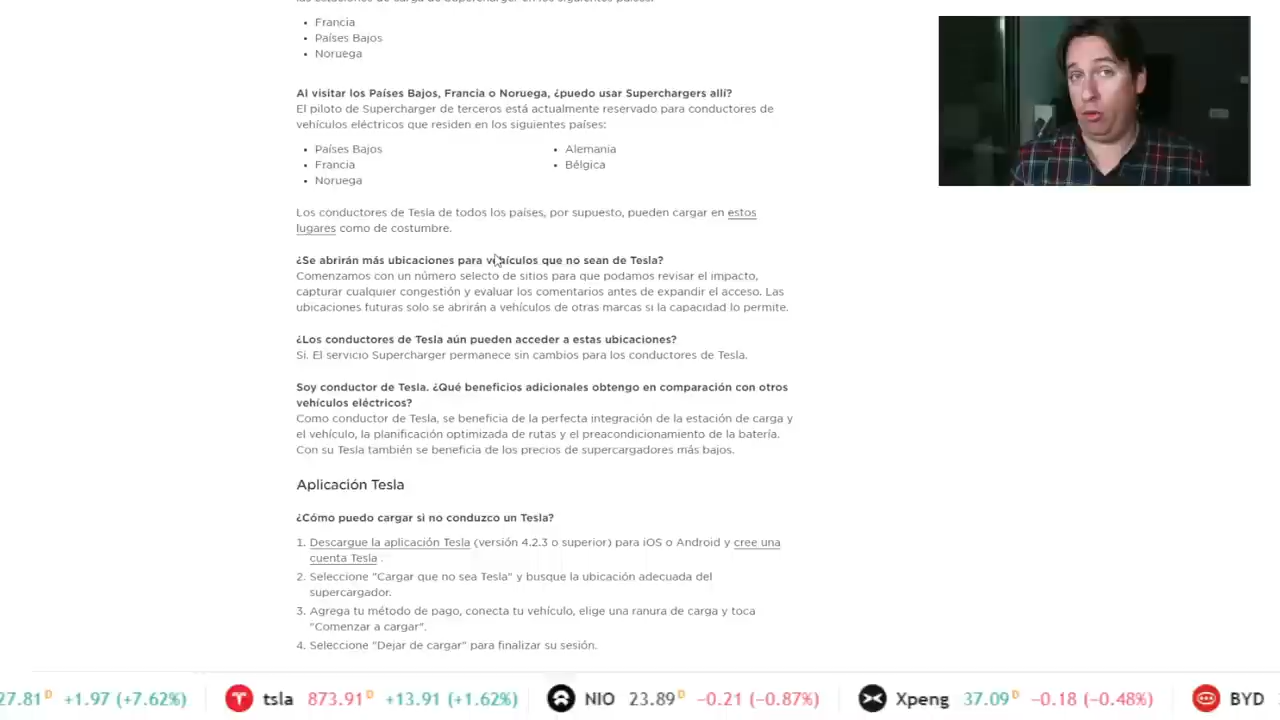 las estaciones de carga de Supercharger en los siguientes países:
• Francia
• Países Bajos
• Noruega
Al visitar los Países Bajos, Francia o Noruega, ¿puedo usar Superchargers allí?
El piloto de Supercharger de terceros está actualmente reservado para conductores de
vehículos eléctricos que residen en los siguientes países:
• Países Bajos
• Francia
• Noruega
• Alemania
• Bélgica
Los conductores de Tesla de todos los países, por supuesto, pueden cargar en estos
lugares como de costumbre.
¿Se abrirán más ubicaciones para vehículos que no sean de Tesla?
Comenzamos con un número selecto de sitios para que podamos revisar el impacto,
capturar cualquier congestión y evaluar los comentarios antes de expandir el acceso. Las
ubicaciones futuras solo se abrirán a vehículos de otras marcas si la capacidad lo permite.
¿Los conductores de Tesla aún pueden acceder a estas ubicaciones?
Si. El servicio Supercharger permanece sin cambios para los conductores de Tesla.
Soy conductor de Tesla. ¿Qué beneficios adicionales obtengo en comparación con otros
vehículos eléctricos?
Como conductor de Tesla, se beneficia de la perfecta integración de la estación de carga y
el vehículo, la planificación optimizada de rutas y el preacondicionamiento de la batería.
Con su Tesla también se beneficia de los precios de supercargadores más bajos.
Aplicación Tesla
¿Cómo puedo cargar si no conduzco un Tesla?
1. Descargue la aplicación Tesla (versión 4.2.3 o superior) para iOS o Android y cree una
cuenta Tesla .
2. Seleccione "Cargar que no sea Tesla" y busque la ubicación adecuada del
supercargador.
3. Agrega tu método de pago, conecta tu vehículo, elige una ranura de carga y toca
"Comenzar a cargar".
4. Seleccione "Dejar de cargar" para finalizar su sesión.
27.81 D +1.97 (+7.62%) tsla 873.91 D +13.91 (+1.62%) NIO 23.89 D −0.21 (−0.87%) Xpeng 37.09 D −0.18 (−0.48%) BYD